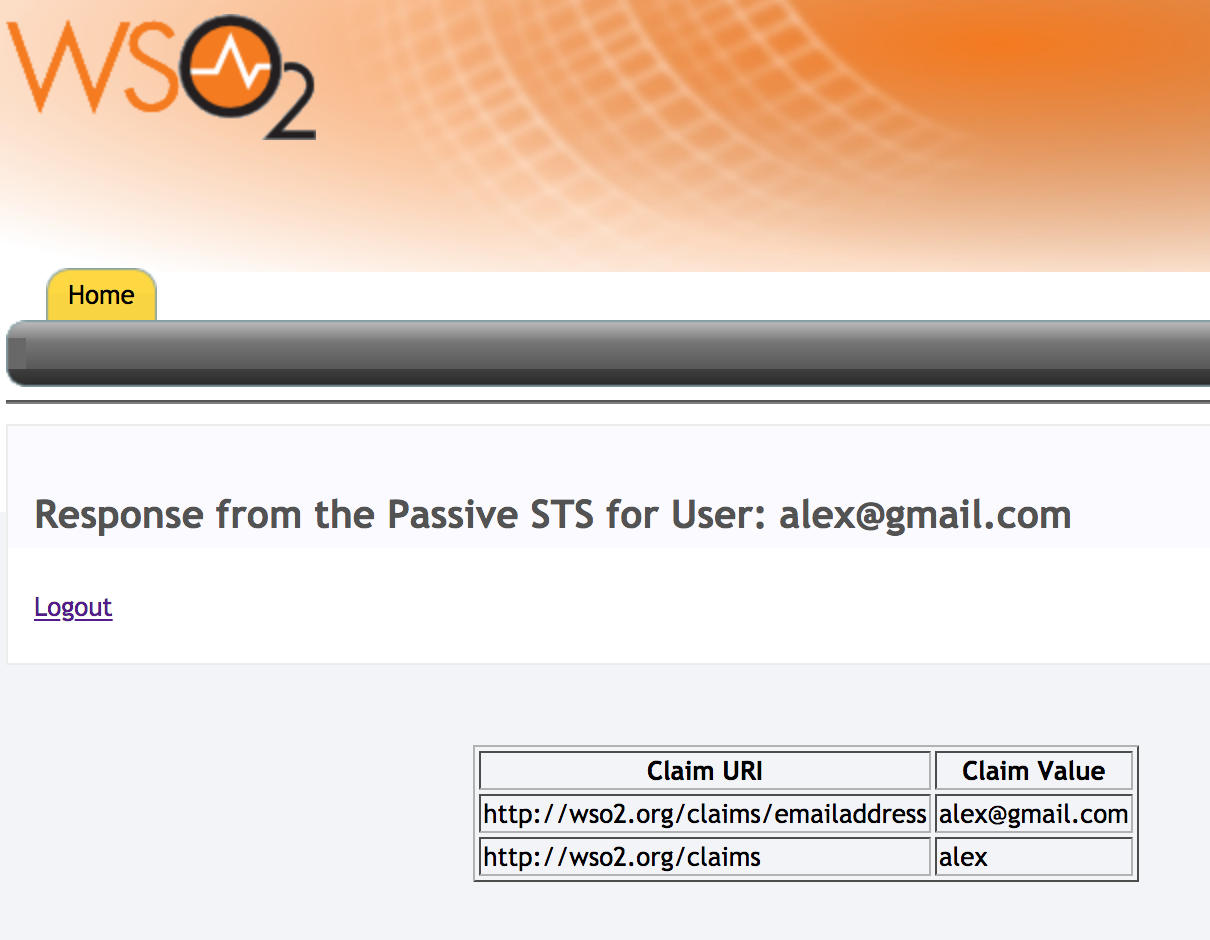 WSO2
Home
Response from the Passive STS for User: alex@gmail.com
Logout
Claim URI Claim Value
http://wso2.org/claims/emailaddress alex@gmail.com
http://wso2.org/claims alex